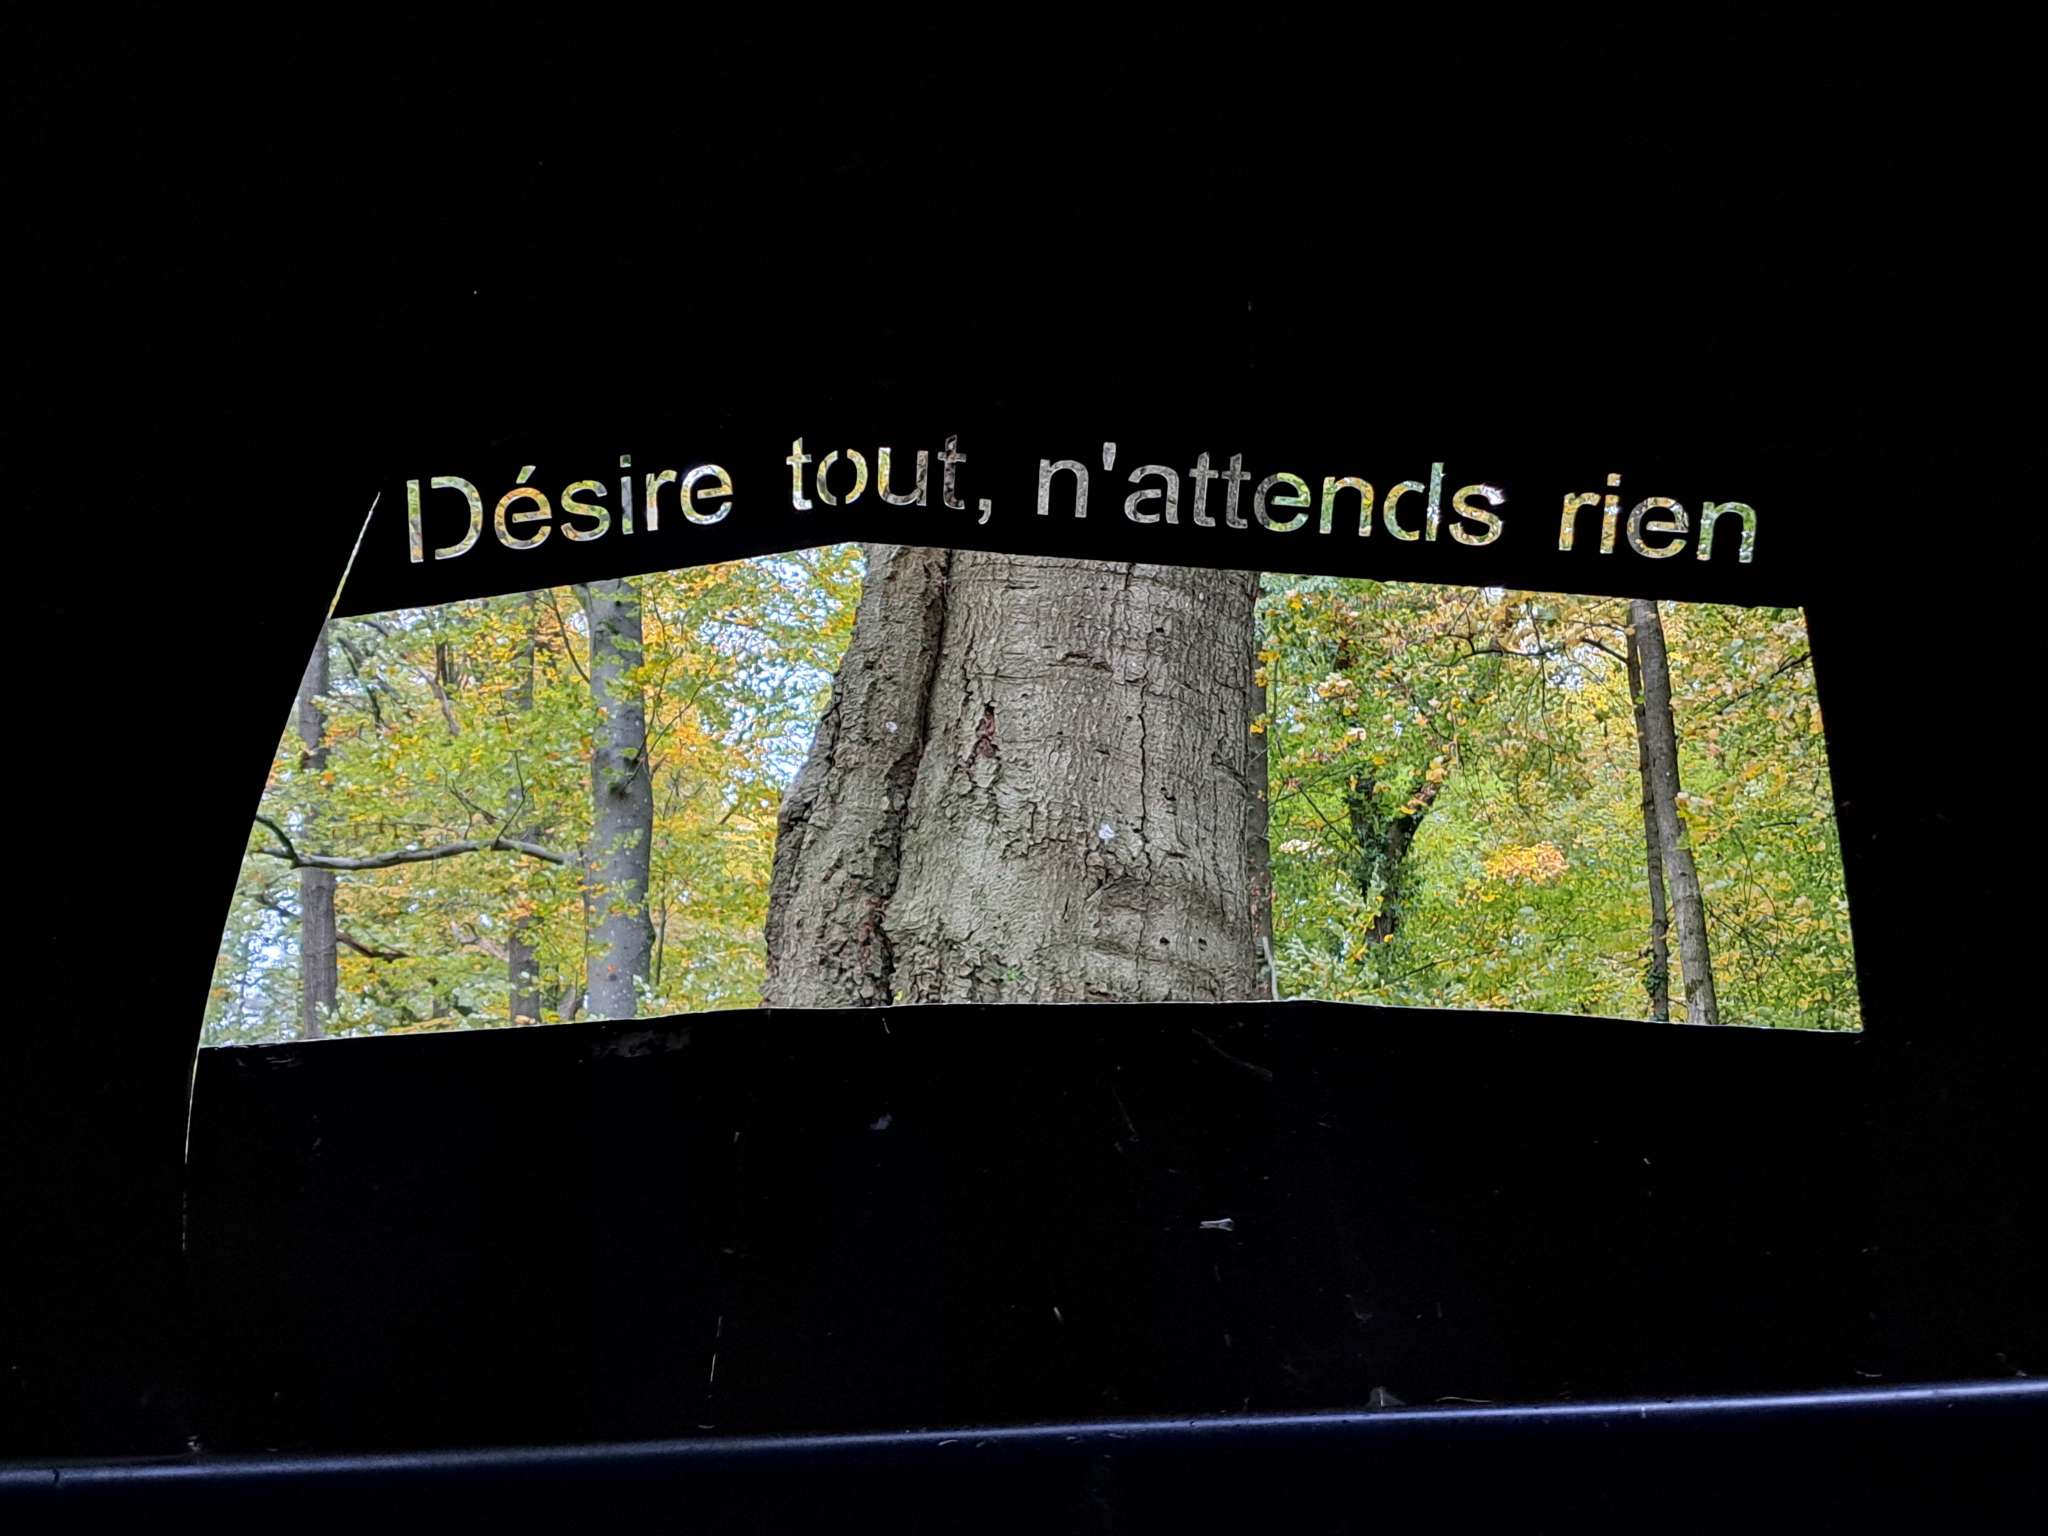 Désire tout, n'attends rien